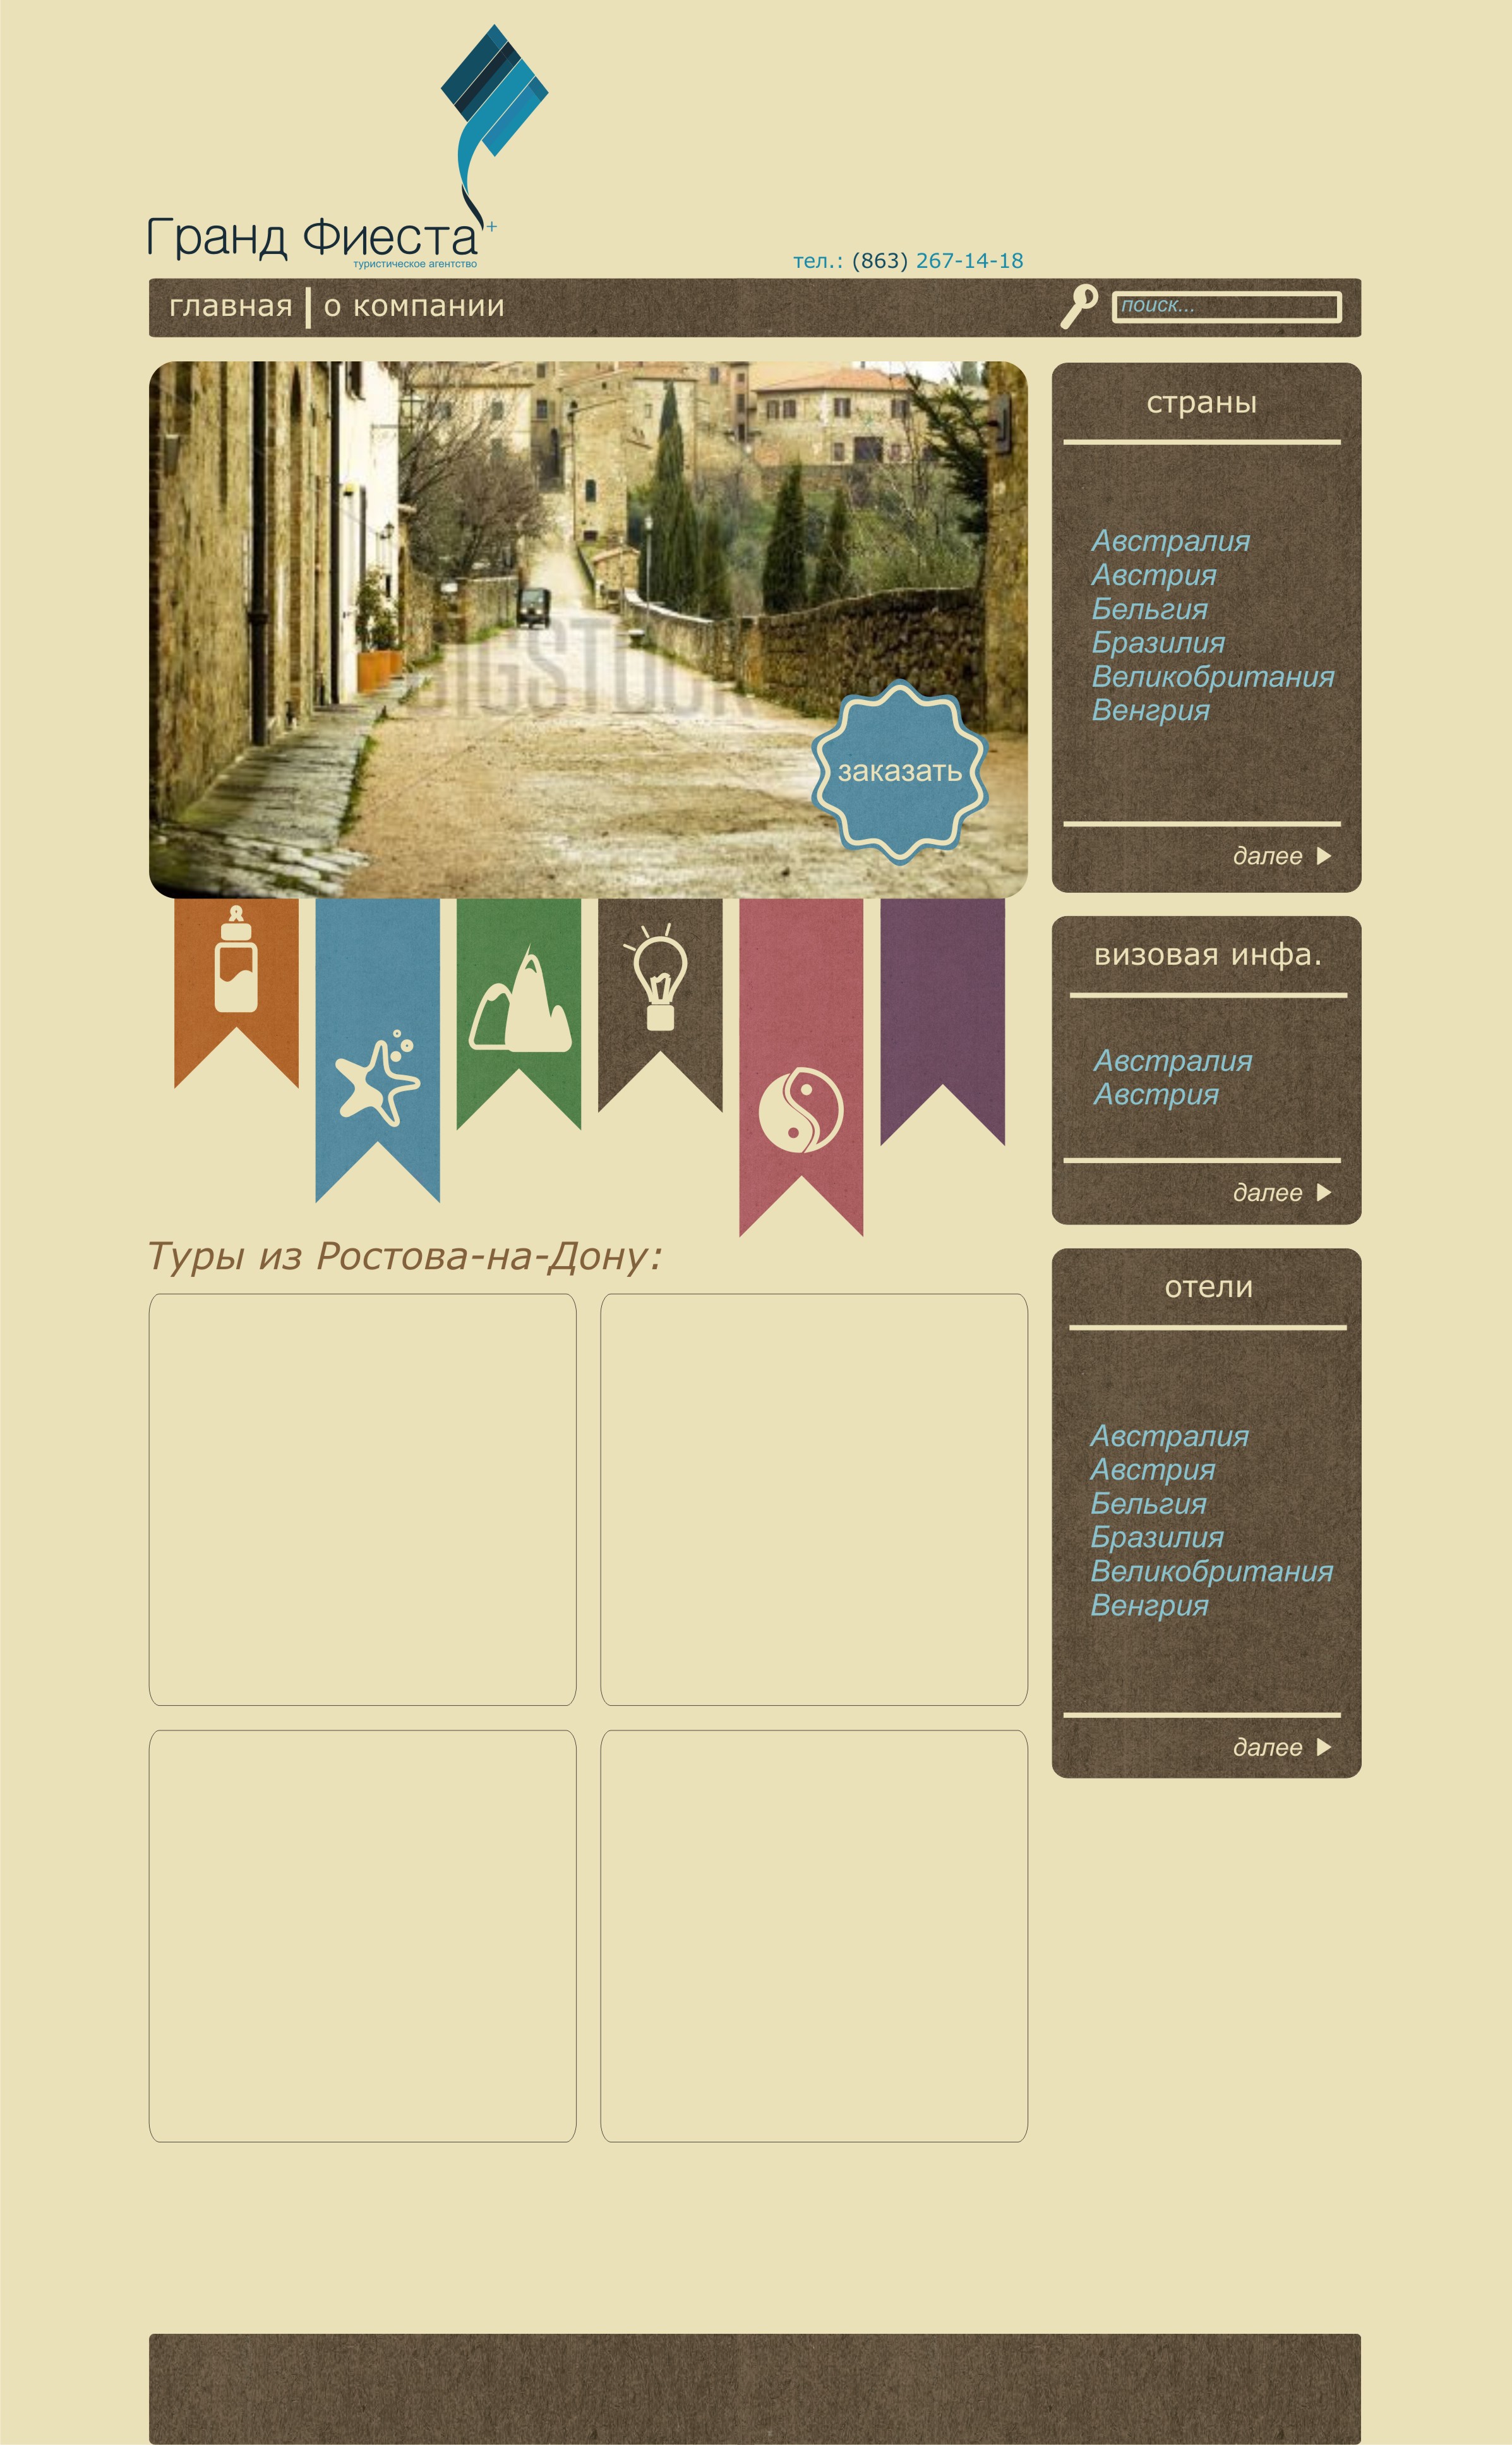 Гранд Фиеста+
туристическое агентство
тел.: (863) 267-14-18
главная | о компании
поиск...
BIGSTOCK
заказать
страны
Австралия
Австрия
Бельгия
Бразилия
Великобритания
Венгрия
далее
визовая инфа.
Австралия
Австрия
далее
Туры из Ростова-на-Дону:
отели
Австралия
Австрия
Бельгия
Бразилия
Великобритания
Венгрия
далее